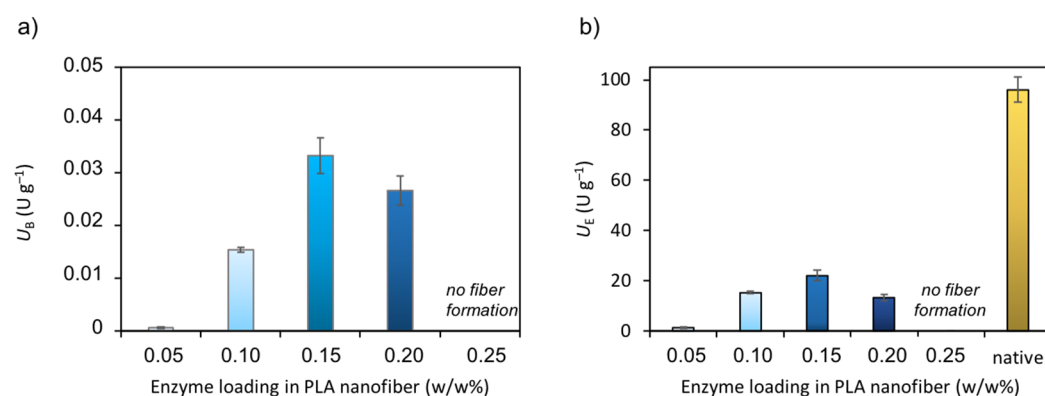 a)
0.05
0.04
0.03
0.02
0.01
0
U_B (U g⁻¹)
no fiber
formation
0.05 0.10 0.15 0.20 0.25
Enzyme loading in PLA nanofiber (w/w%)
b)
100
80
60
40
20
0
U_E (U g⁻¹)
no fiber
formation
0.05 0.10 0.15 0.20 0.25 native
Enzyme loading in PLA nanofiber (w/w%)